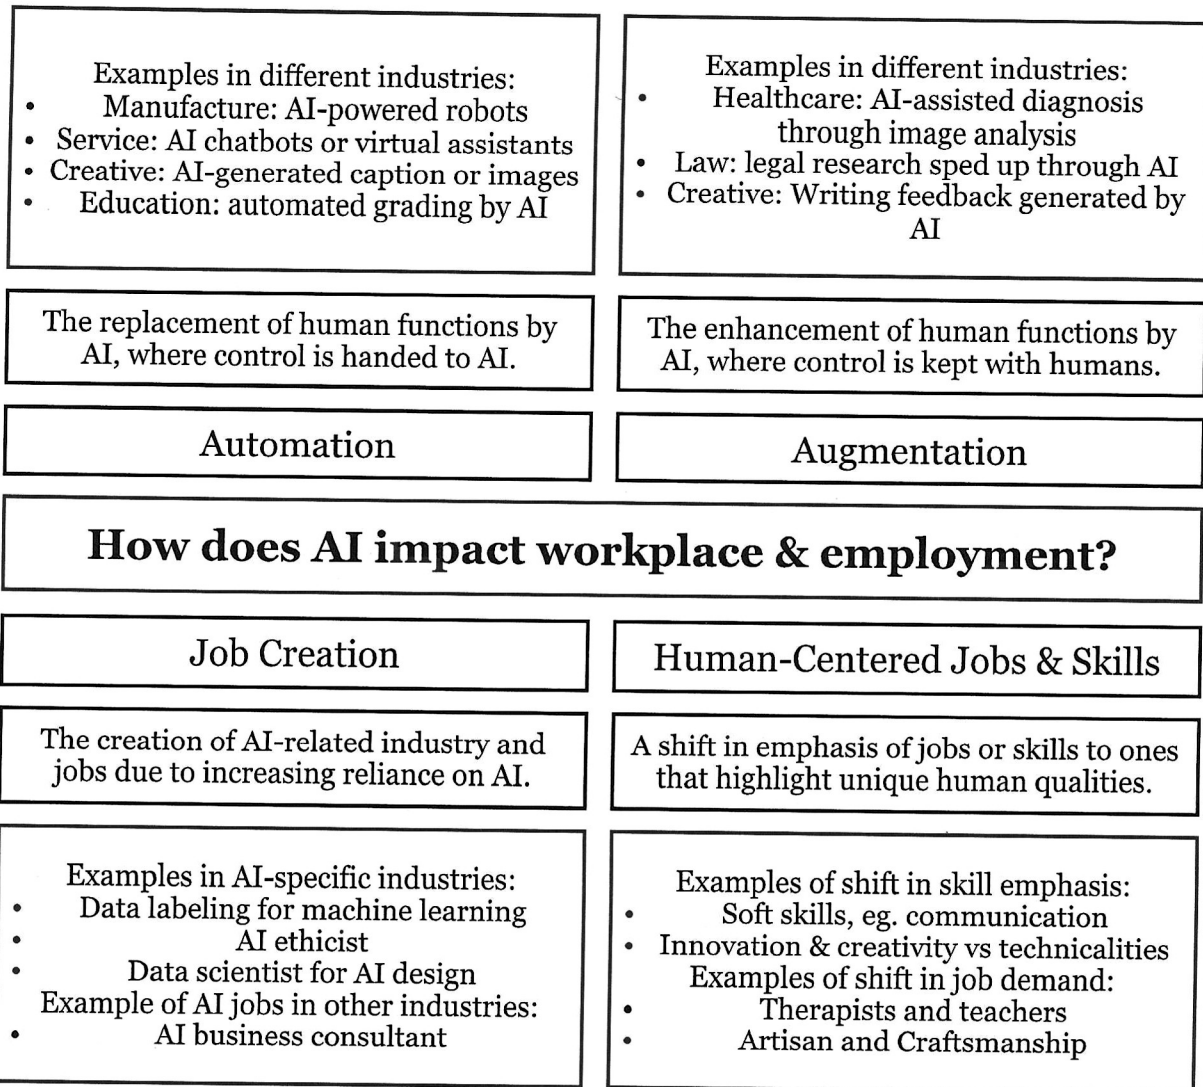 Examples in different industries:
• Manufacture: AI-powered robots
• Service: AI chatbots or virtual assistants
• Creative: AI-generated caption or images
• Education: automated grading by AI
Examples in different industries:
• Healthcare: AI-assisted diagnosis
through image analysis
• Law: legal research sped up through AI
• Creative: Writing feedback generated by
AI
The replacement of human functions by
AI, where control is handed to AI.
The enhancement of human functions by
AI, where control is kept with humans.
Automation
Augmentation
How does AI impact workplace & employment?
Job Creation
Human-Centered Jobs & Skills
The creation of AI-related industry and
jobs due to increasing reliance on AI.
A shift in emphasis of jobs or skills to ones
that highlight unique human qualities.
Examples in AI-specific industries:
• Data labeling for machine learning
• AI ethicist
• Data scientist for AI design
Example of AI jobs in other industries:
• AI business consultant
Examples of shift in skill emphasis:
• Soft skills, eg. communication
• Innovation & creativity vs technicalities
Examples of shift in job demand:
• Therapists and teachers
• Artisan and Craftsmanship